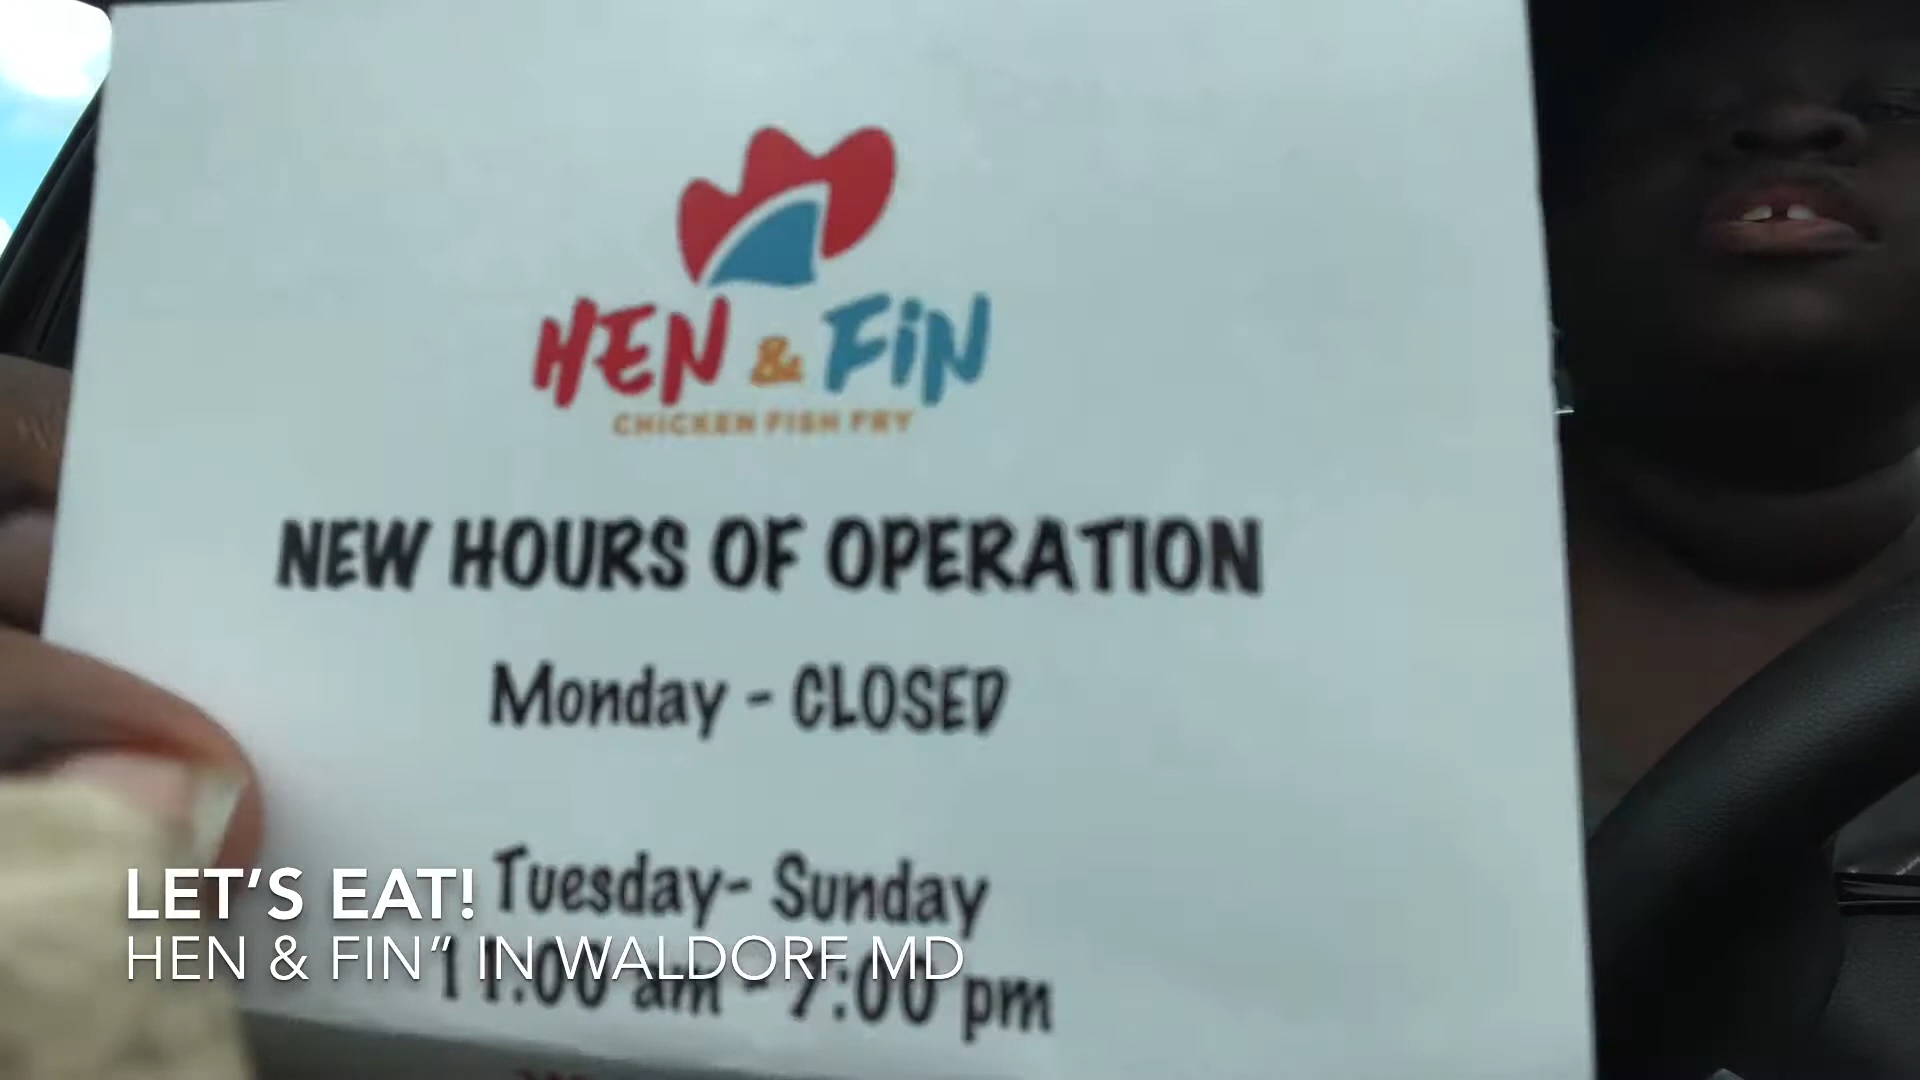 HEN & FiN
CHICKEN FISH FRY
NEW HOURS OF OPERATION
Monday - CLOSED
Tuesday- Sunday
11:00 am - 7:00 pm
LET’S EAT!
HEN & FIN” IN WALDORF MD